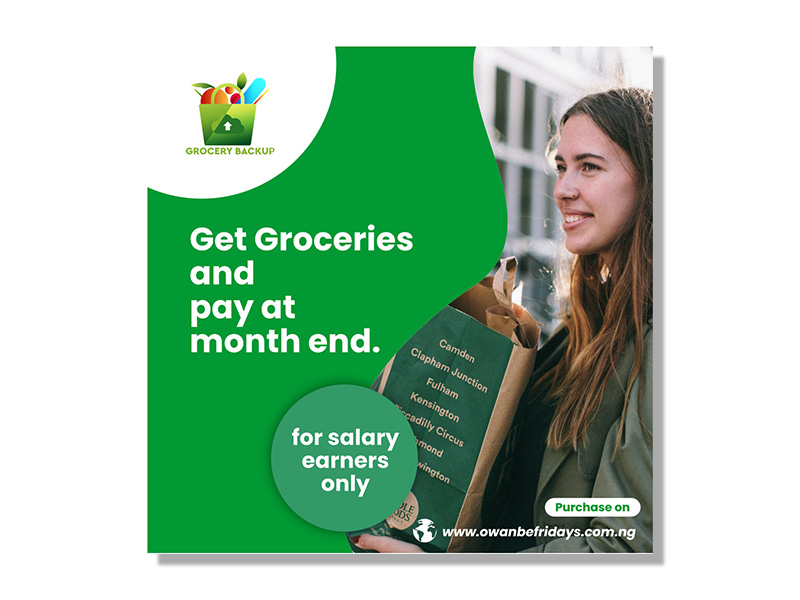 GROCERY BACKUP
Get Groceries
and
pay at
month end.
for salary
earners
only
Camden
Clapham Junction
Fulham
Kensington
Circus
Purchase on
www.owanbefridays.com.ng